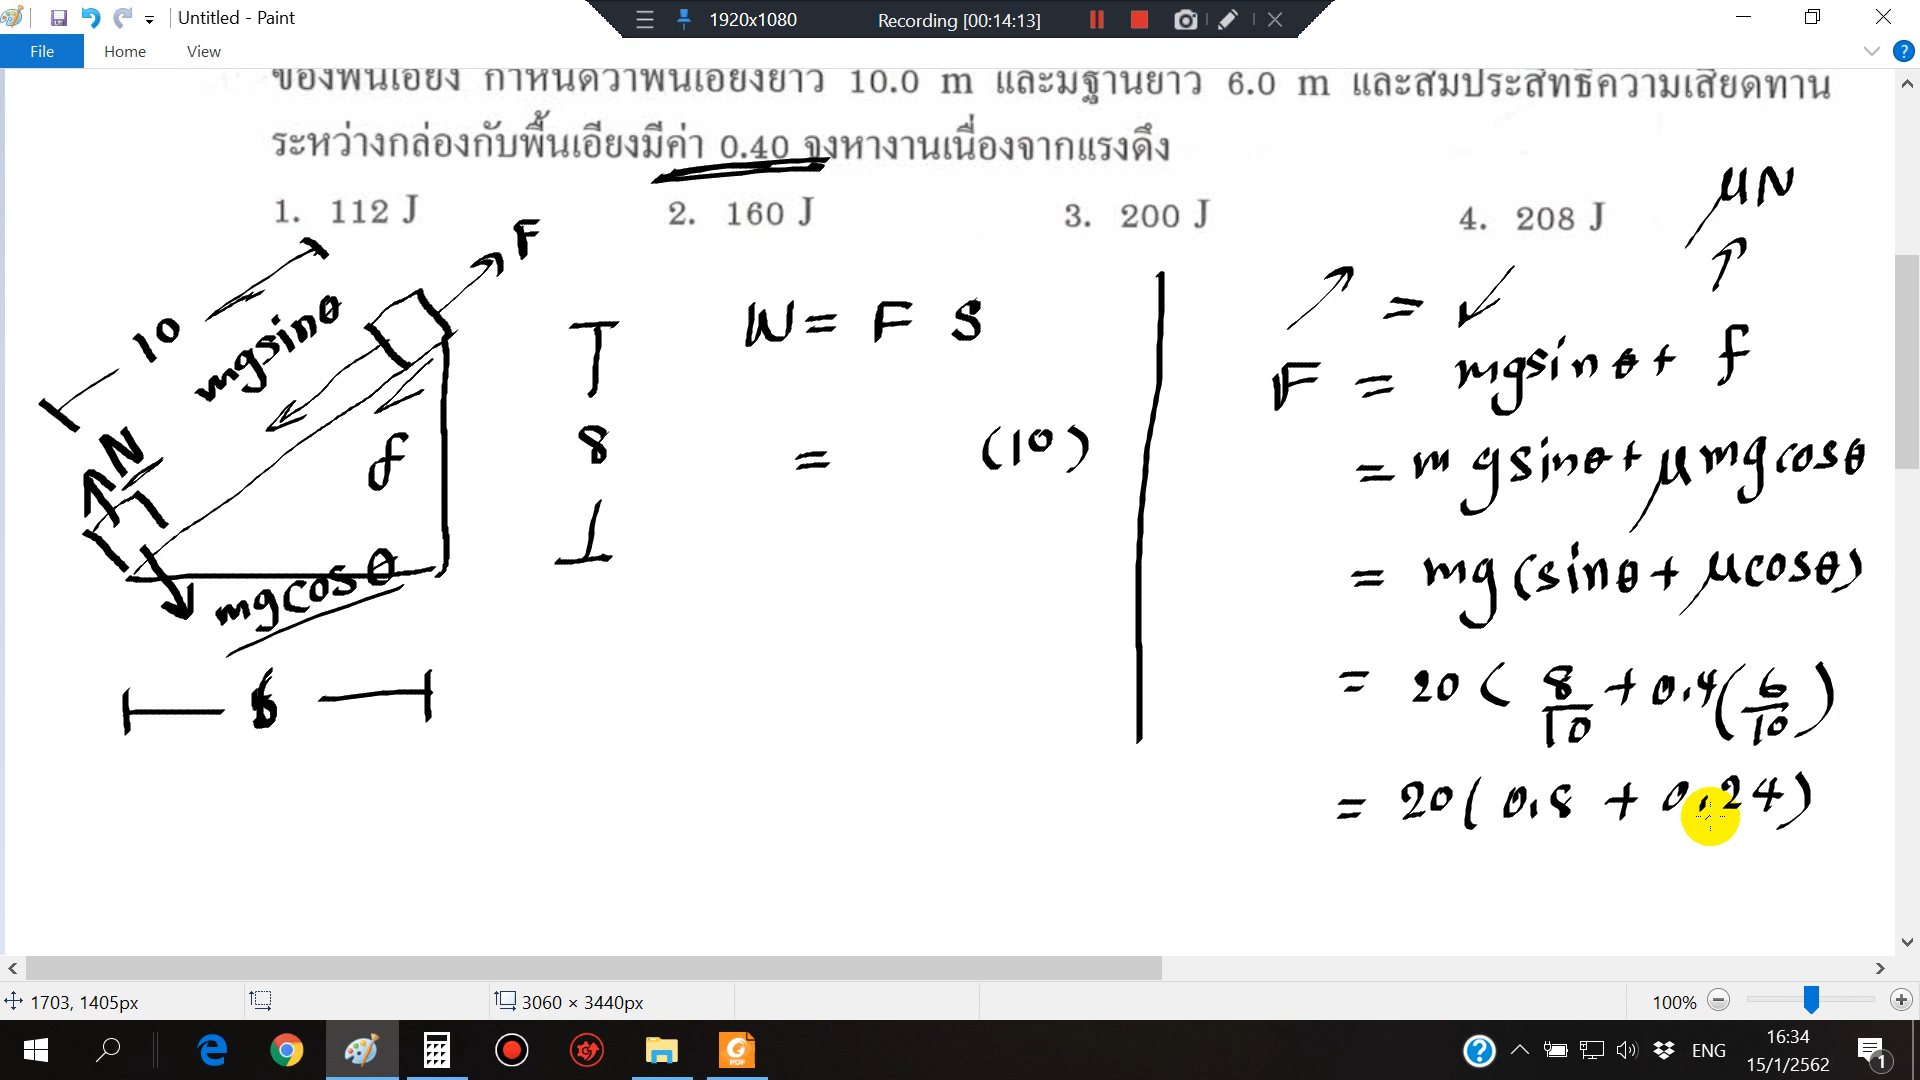 Untitled - Paint
1920x1080
Recording [00:14:13]
File
Home
View
ของพื้นเอียง กำหนดว่าพื้นเอียงยาว 10.0 m และมีฐานยาว 6.0 m และสัมประสิทธิ์ความเสียดทาน
ระหว่างกล่องกับพื้นเอียงมีค่า 0.40 จงหางานเนื่องจากแรงดึง
1. 112 J
2. 160 J
3. 200 J
4. 208 J
10
mgsinθ
F
N
f
mgcosθ
6
8
W = F S
= (10)
μN
=
F = mgsinθ + f
= mgsinθ + μmgcosθ
= mg(sinθ + μcosθ)
= 20 ( 8/10 + 0.4(6/10)
= 20( 0.8 + 0.24)
1703, 1405px
3060 × 3440px
100%
ENG
16:34
15/1/2562
1